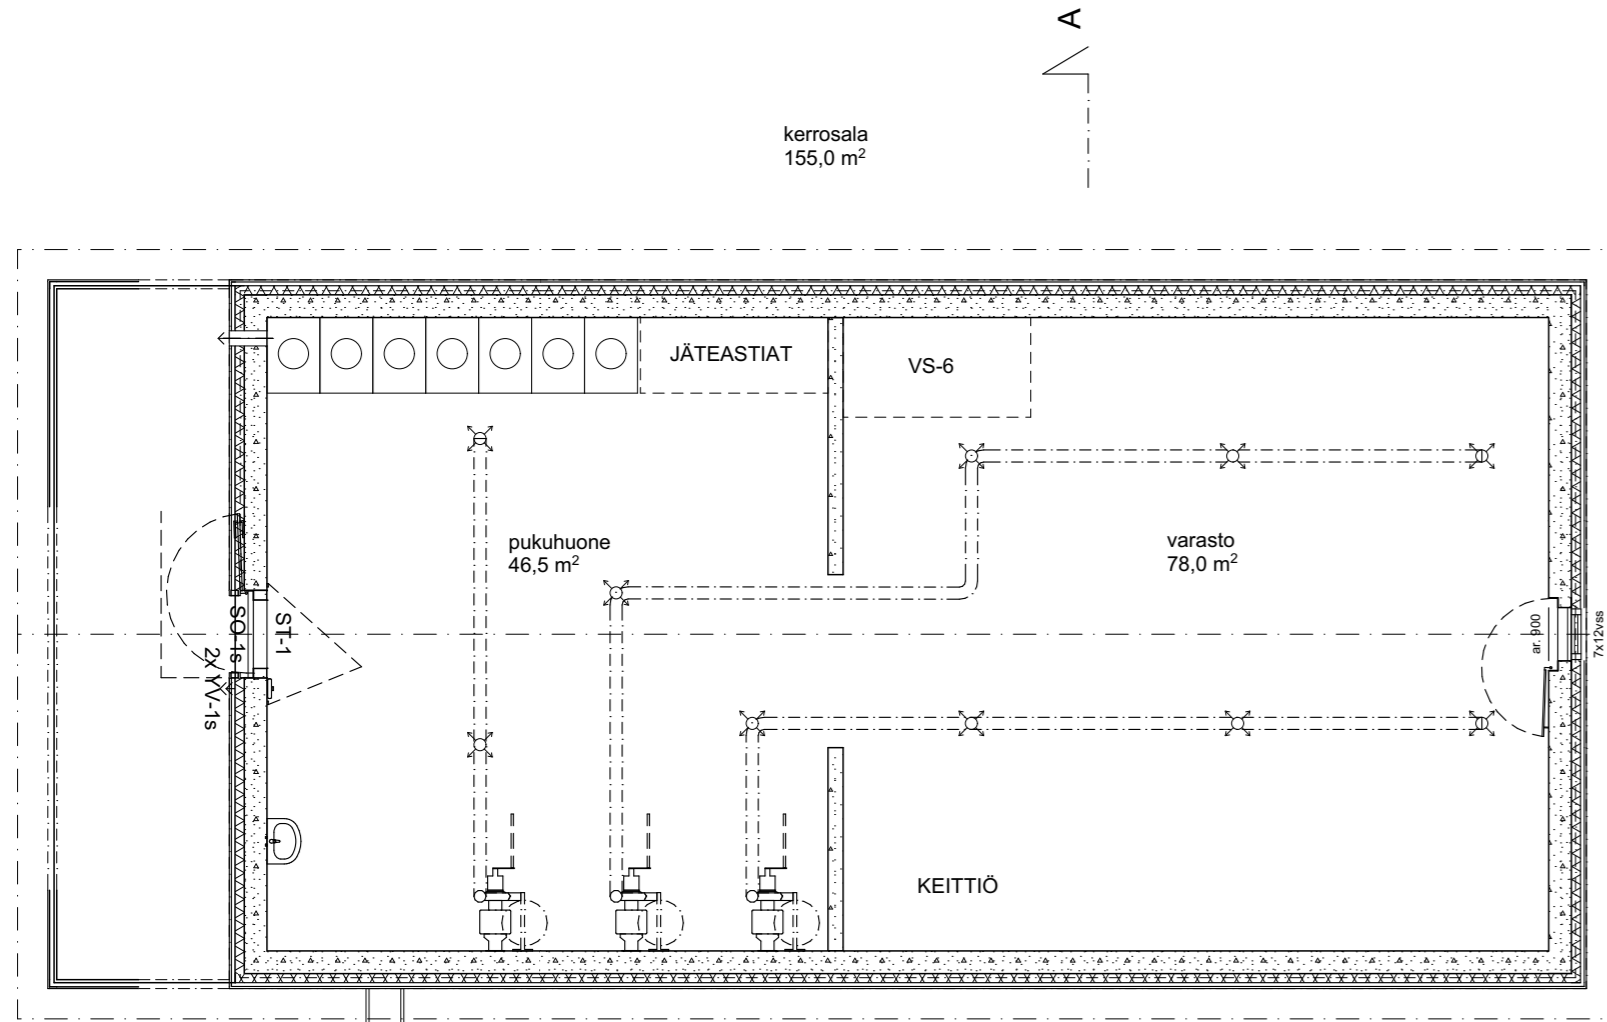 A
kerrosala
155,0 m²
JÄTEASTIAT
VS-6
pukuhuone
46,5 m²
varasto
78,0 m²
ST-1
SO-1s
2x YV-1s
ar. 900
7x12vss
KEITTIÖ